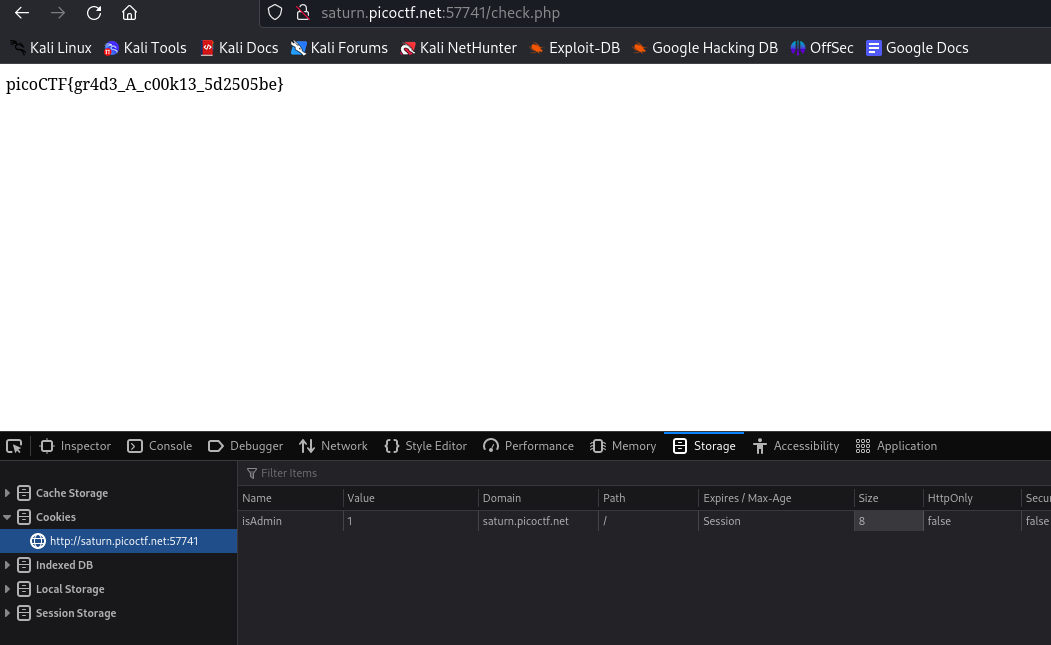 saturn.picoctf.net:57741/check.php
Kali Linux Kali Tools Kali Docs Kali Forums Kali NetHunter Exploit-DB Google Hacking DB OffSec Google Docs
picoCTF{gr4d3_A_c00k13_5d2505be}
Inspector Console Debugger Network Style Editor Performance Memory Storage Accessibility Application
Filter Items
Cache Storage
Cookies
http://saturn.picoctf.net:57741
Indexed DB
Local Storage
Session Storage
Name Value Domain Path Expires / Max-Age Size HttpOnly Secu
isAdmin 1 saturn.picoctf.net / Session 8 false false